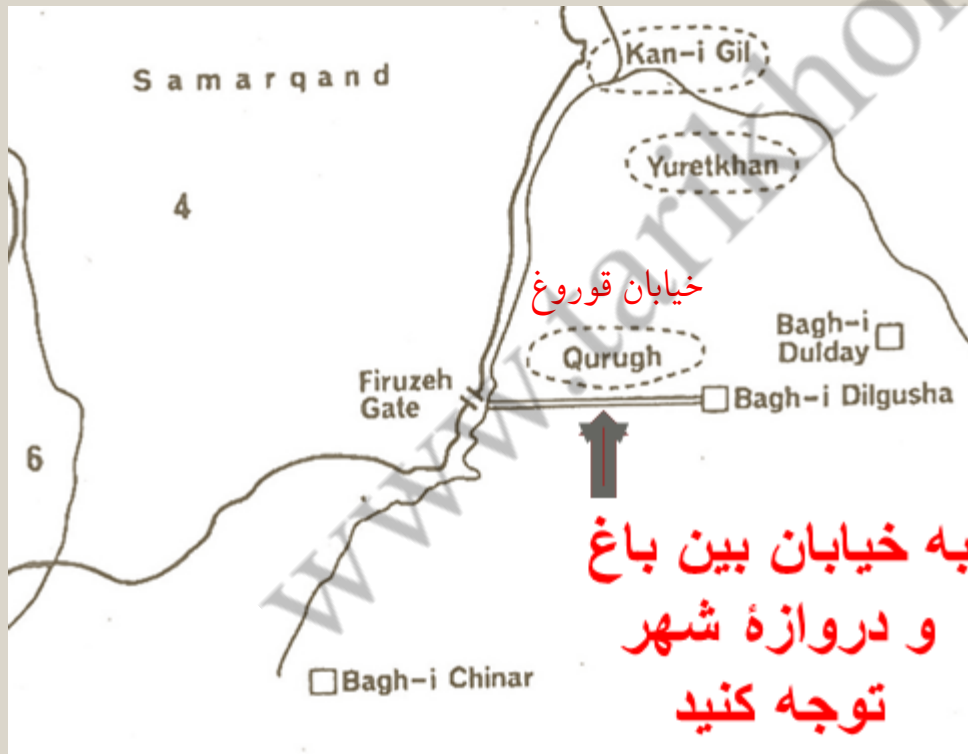 Kan-i Gil
Samarqand
Yuretkhan
4
خیابان قوروغ
Bagh-i
Dulday
Qurugh
Firuzeh
Gate
Bagh-i Dilgusha
6
به خیابان بین باغ
و دروازهٔ شهر
توجه کنید
Bagh-i Chinar